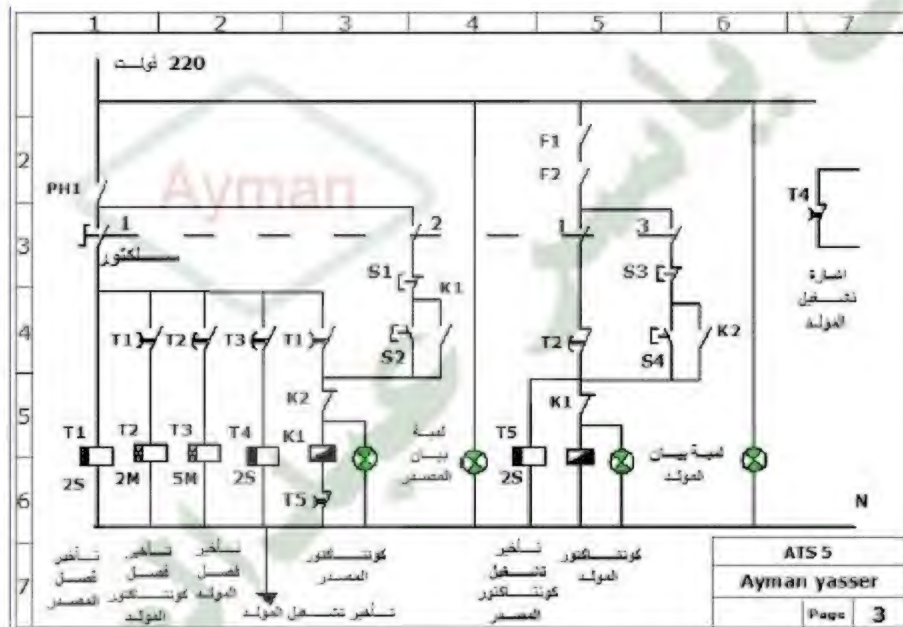 1 2 3 4 5 6 7
220 فولت
F1
2
F2
PH1
Ayman
T4
1 2 1 3
3
سلكتور
S1
S3
K1
اشارة
تشغيل
المولد
4
T1 T2 T3 T1
S2
T2
S4
K2
5
K2
K1
T1 T2 T3 T4 K1
T5
لمبة
بيان
المصدر
لمبة بيان
المولد
2S 2M 5M 2S
2S
6
T5
N
تأخير
فصل
المصدر
تأخير
فصل
كونتاكتور
المولد
تأخير
فصل
المولد
تأخير تشغيل المولد
كونتاكتور
المصدر
تأخير
تشغيل
كونتاكتور
المصدر
كونتاكتور
المولد
7
ATS 5
Ayman yasser
Page 3